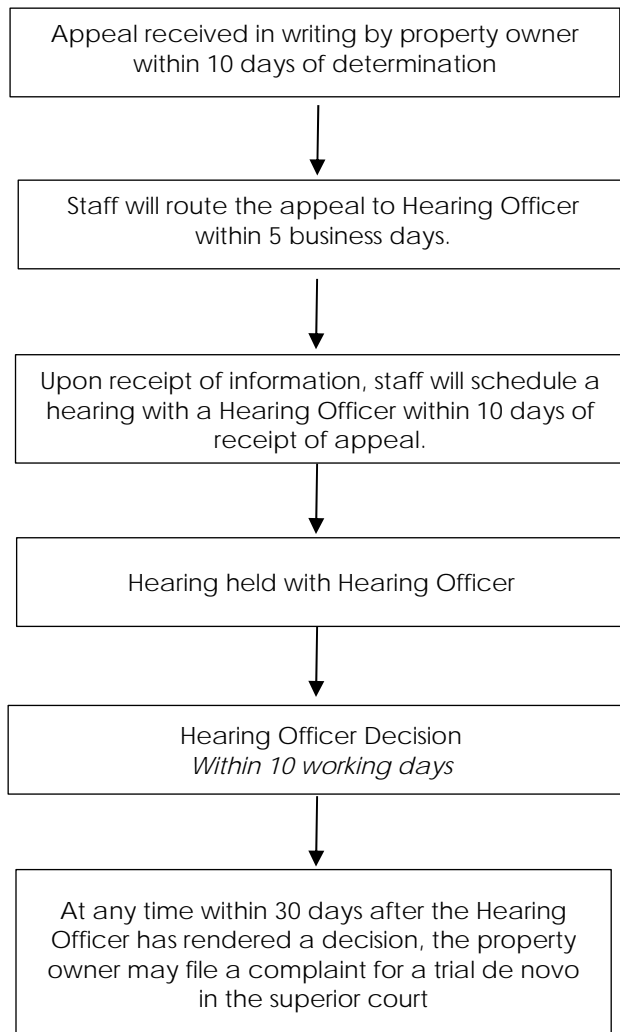 Appeal received in writing by property owner
within 10 days of determination
Staff will route the appeal to Hearing Officer
within 5 business days.
Upon receipt of information, staff will schedule a
hearing with a Hearing Officer within 10 days of
receipt of appeal.
Hearing held with Hearing Officer
Hearing Officer Decision
Within 10 working days
At any time within 30 days after the Hearing
Officer has rendered a decision, the property
owner may file a complaint for a trial de novo
in the superior court